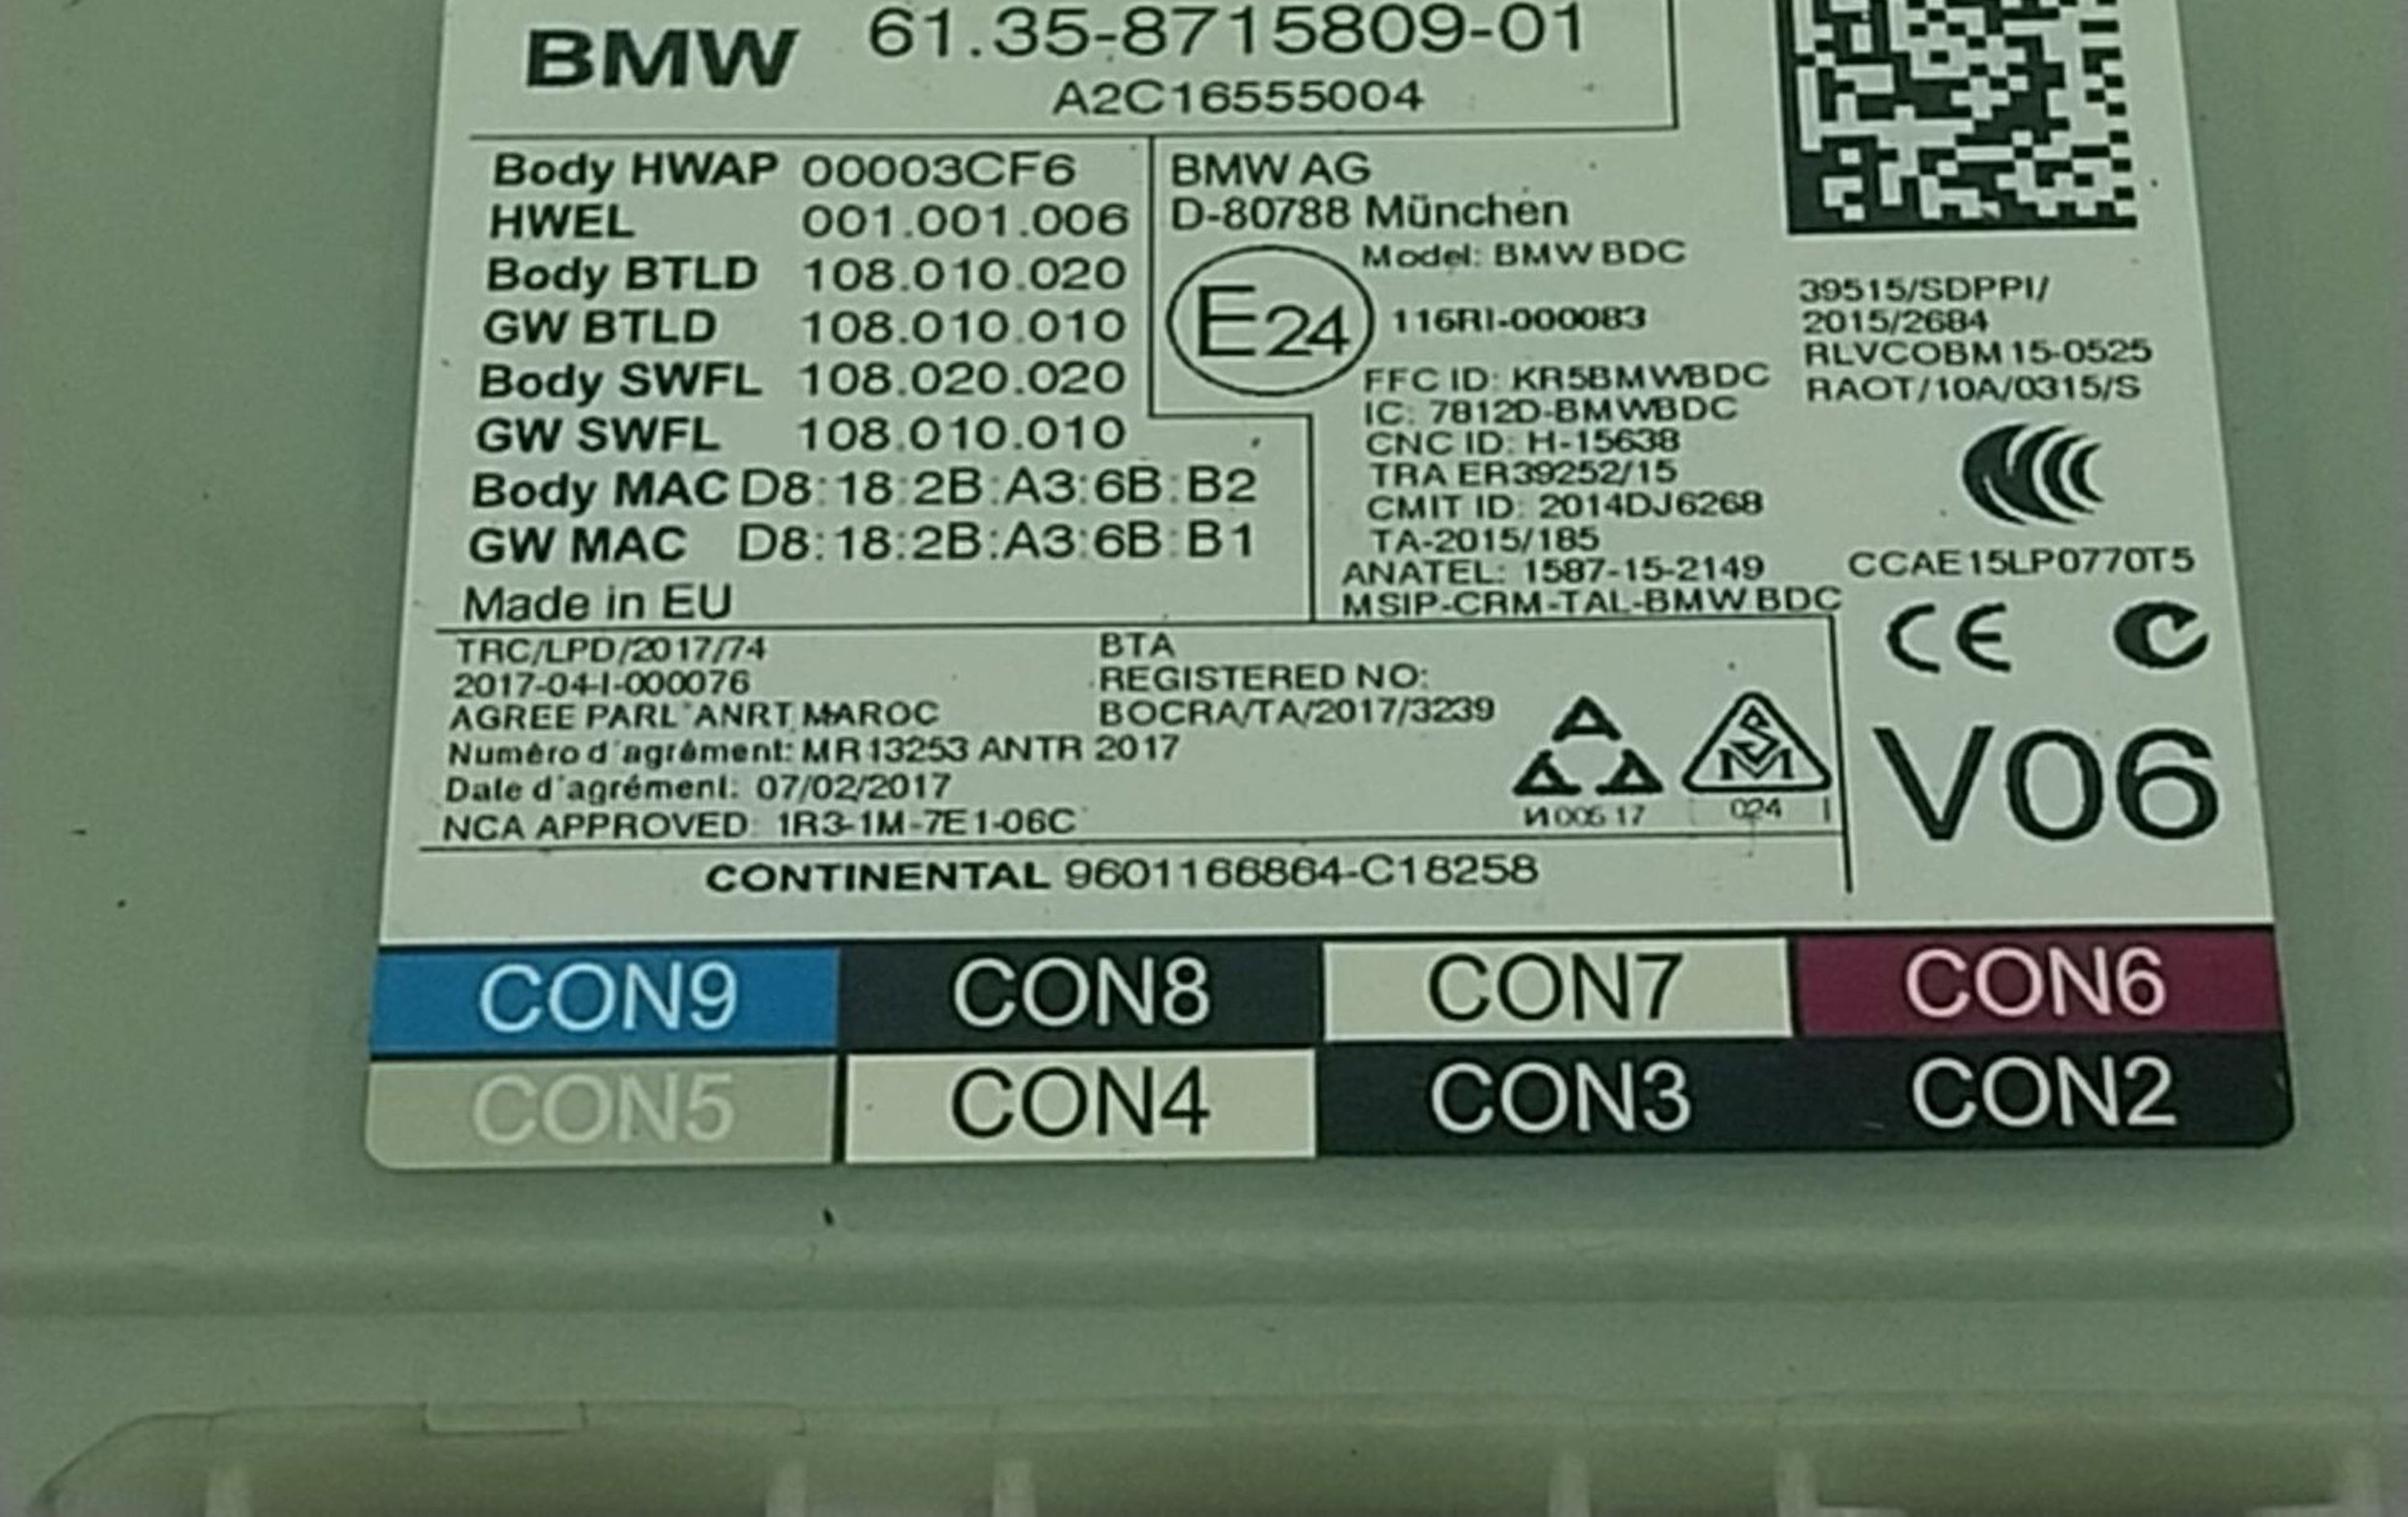 BMW 61.35-8715809-01
A2C16555004
Body HWAP 00003CF6
HWEL 001.001.006
Body BTLD 108.010.020
GW BTLD 108.010.010
Body SWFL 108.020.020
GW SWFL 108.010.010
Body MAC D8:18:2B:A3:6B:B2
GW MAC D8:18:2B:A3:6B:B1
Made in EU
BMW AG
D-80788 München
Model: BMW BDC
E24
116RI-000083
FFC ID: KR5BMWBDC
IC: 7812D-BMWBDC
CNC ID: H-15638
TRA ER39252/15
CMIT ID: 2014DJ6268
TA-2015/185
ANATEL: 1587-15-2149
MSIP-CRM-TAL-BMW BDC
39515/SDPPI/
2015/2684
RLVCOBM15-0525
RAOT/10A/0315/S
CCAE15LP0770T5
CE
V06
TRC/LPD/2017/74
2017-04-I-000076
AGREE PARL'ANRT MAROC
Numéro d'agrément: MR 13253 ANTR 2017
Date d'agrément: 07/02/2017
NCA APPROVED: 1R3-1M-7E1-06C
BTA
REGISTERED NO:
BOCRA/TA/2017/3239
И005 17
024
CONTINENTAL 9601166864-C18258
CON9 CON8 CON7 CON6
CON5 CON4 CON3 CON2